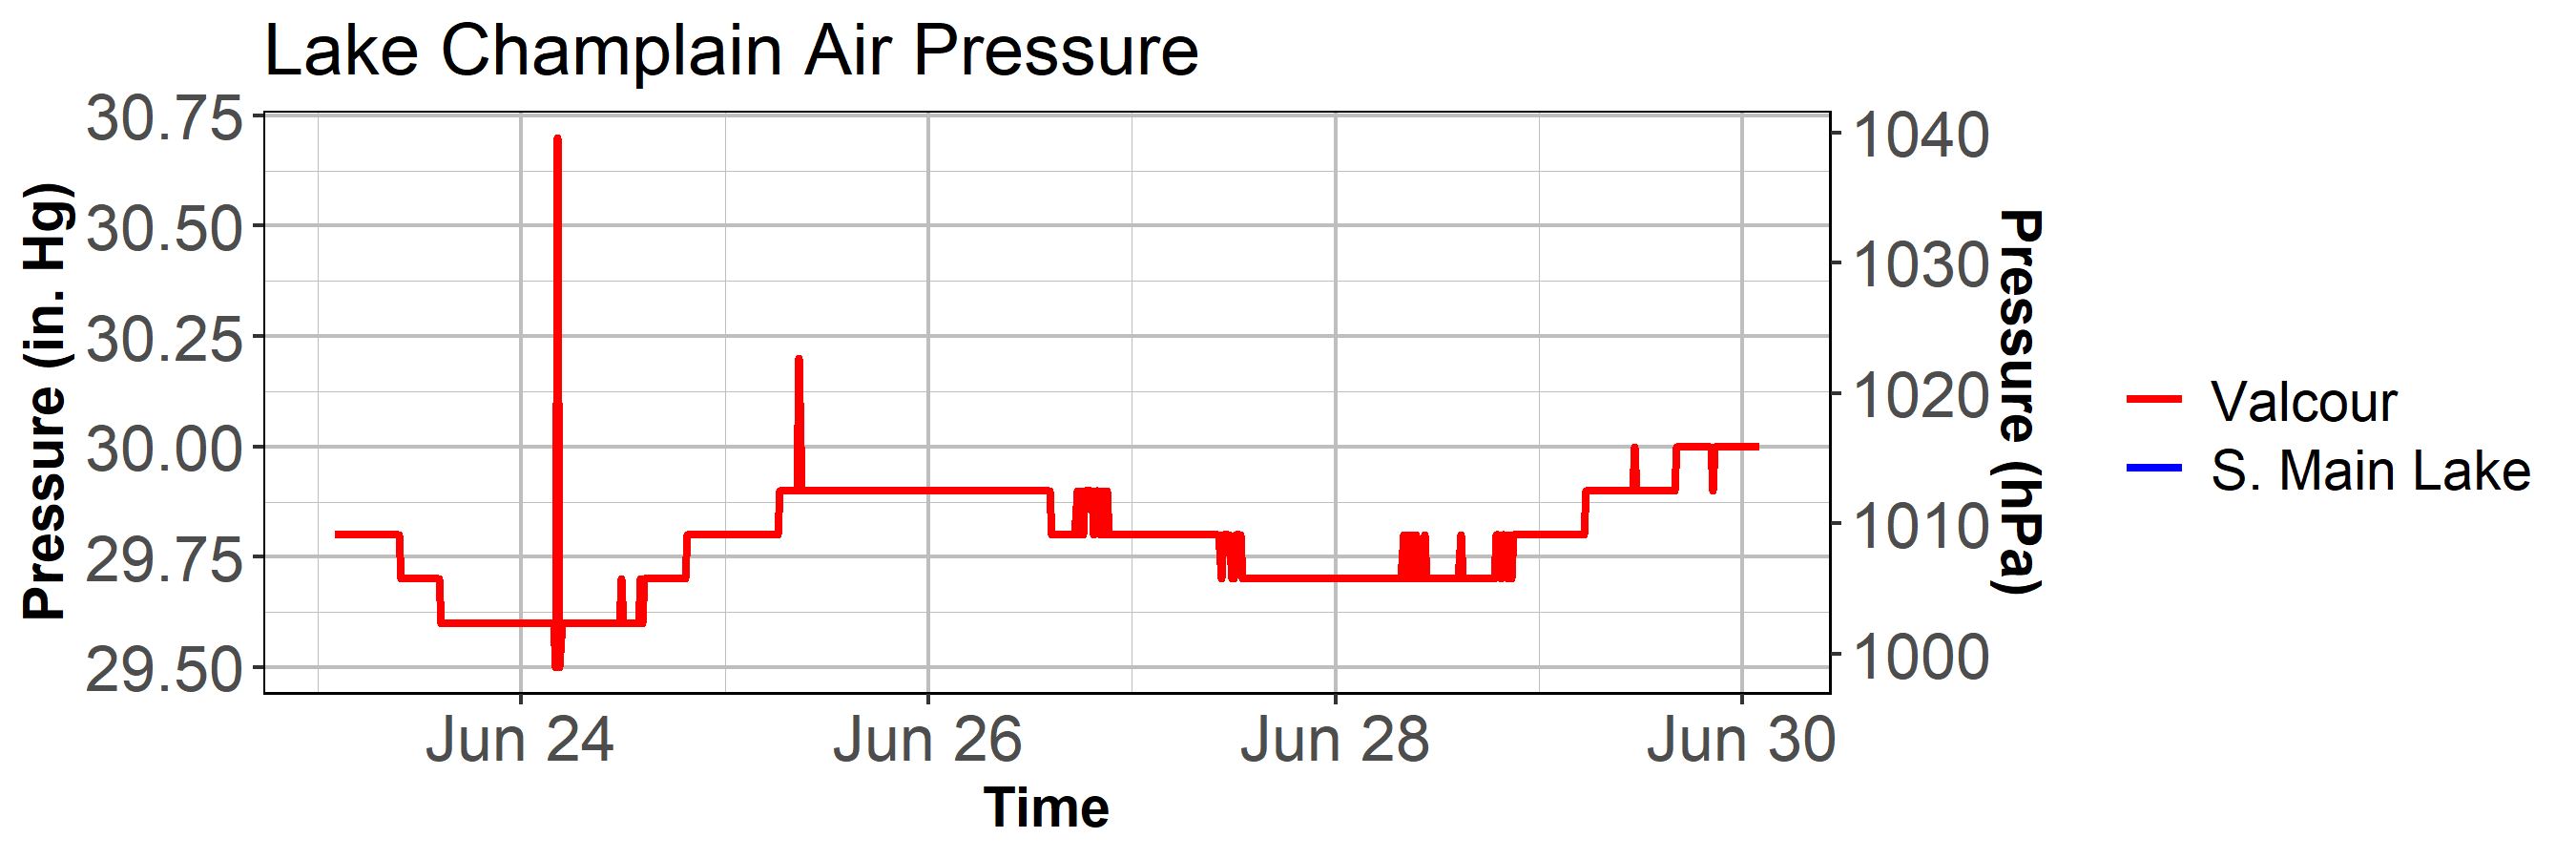 Lake Champlain Air Pressure
Pressure (in. Hg)
30.75
30.50
30.25
30.00
29.75
29.50
1040
1030
1020
1010
1000
Pressure (hPa)
Valcour
S. Main Lake
Jun 24
Jun 26
Jun 28
Jun 30
Time